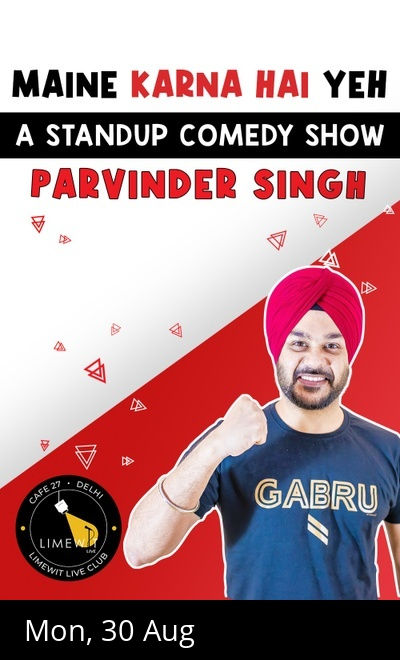 MAINE KARNA HAI YEH
A STANDUP COMEDY SHOW
PARVINDER SINGH
GABRU
CAFE 27 • DELHI
LIMEWIT
LIVE
LIMEWIT LIVE CLUB
Mon, 30 Aug